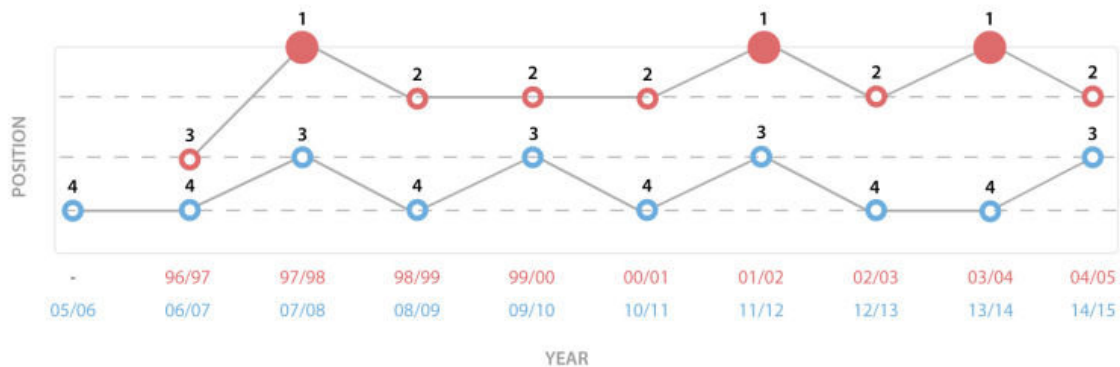 1 1 1
2 2 2 2 2
3 3 3 3 3
4 4 4 4 4 4
POSITION
- 96/97 97/98 98/99 99/00 00/01 01/02 02/03 03/04 04/05
05/06 06/07 07/08 08/09 09/10 10/11 11/12 12/13 13/14 14/15
YEAR